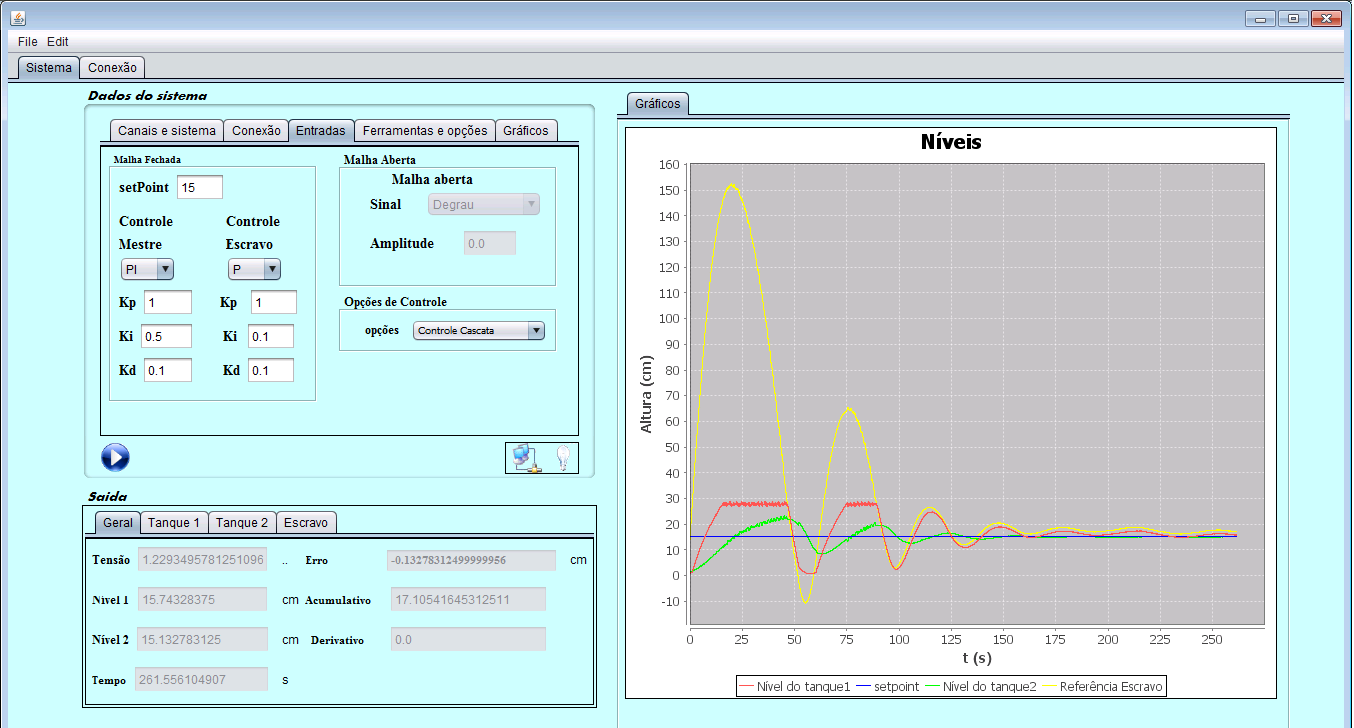 File Edit
Sistema Conexão
Dados do sistema
Canais e sistema Conexão Entradas Ferramentas e opções Gráficos
Malha Fechada
setPoint 15
Controle Controle
Mestre Escravo
PI P
Kp 1 Kp 1
Ki 0.5 Ki 0.1
Kd 0.1 Kd 0.1
Malha Aberta
Malha aberta
Sinal Degrau
Amplitude 0.0
Opções de Controle
opções Controle Cascata
Saida
Geral Tanque 1 Tanque 2 Escravo
Tensão 1.2293495781251096 .. Erro -0.13278312499999956 cm
Nível 1 15.74328375 cm Acumulativo 17.10541645312511
Nível 2 15.132783125 cm Derivativo 0.0
Tempo 261.556104907 s
Gráficos
Níveis
Altura (cm)
160
150
140
130
120
110
100
90
80
70
60
50
40
30
20
10
0
-10
0 25 50 75 100 125 150 175 200 225 250
t (s)
Nível do tanque1 setpoint Nível do tanque2 Referência Escravo